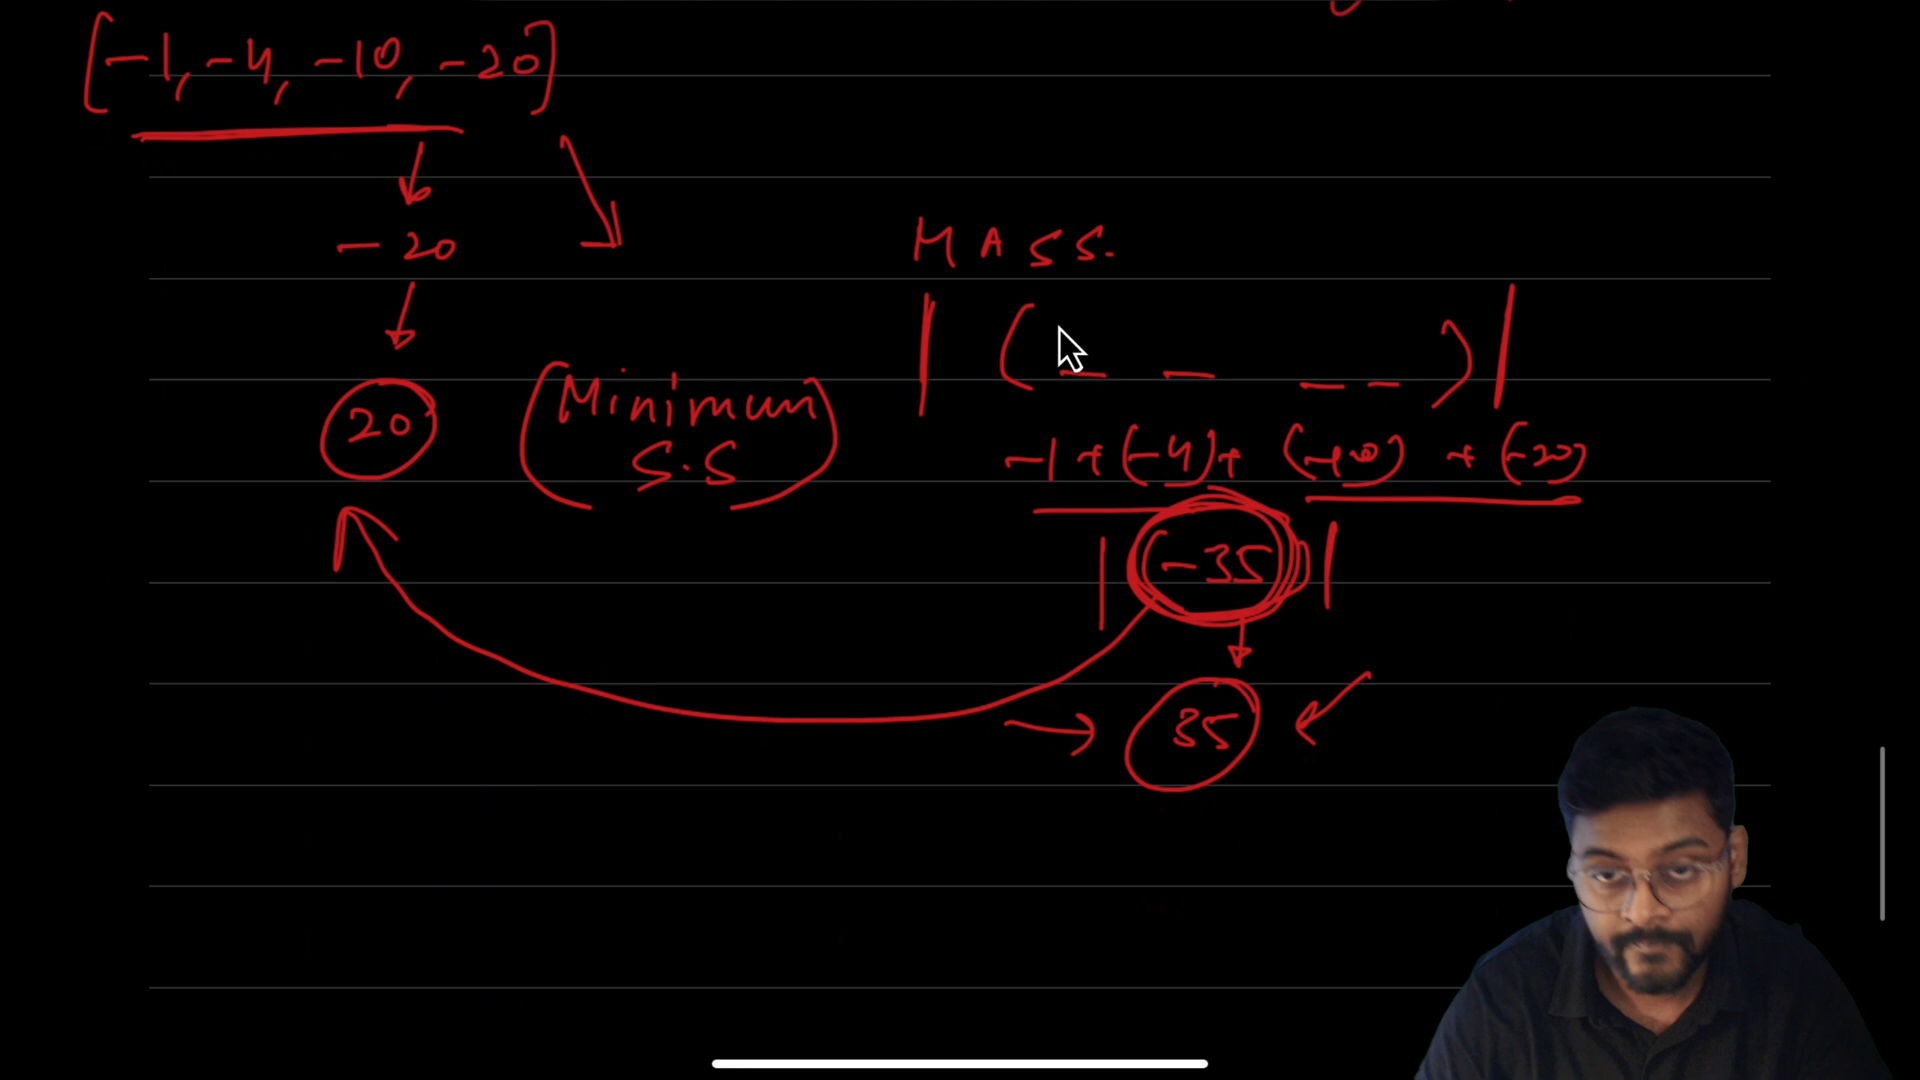 [-1, -4, -10, -20]
- 20
20
(Minimum
S.S)
MASS.
|( _ _ _ _ )|
-1 + (-4) + (-10) + (-20)
|(-35)|
35